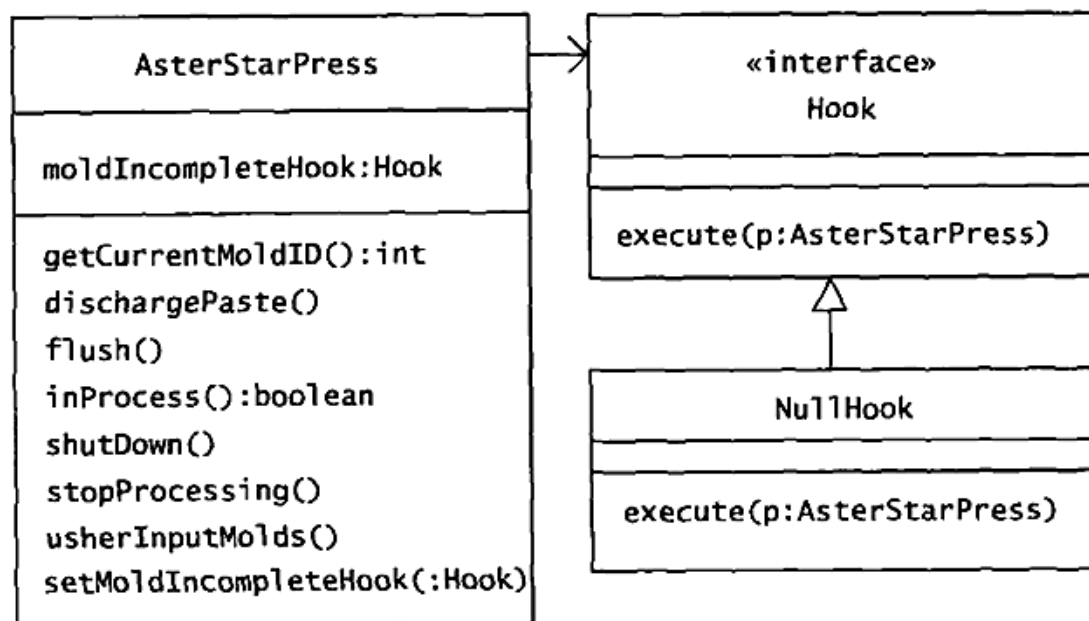 AsterStarPress
moldIncompleteHook:Hook
getCurrentMoldID():int
dischargePaste()
flush()
inProcess():boolean
shutDown()
stopProcessing()
usherInputMolds()
setMoldIncompleteHook(:Hook)
«interface»
Hook
execute(p:AsterStarPress)
NullHook
execute(p:AsterStarPress)